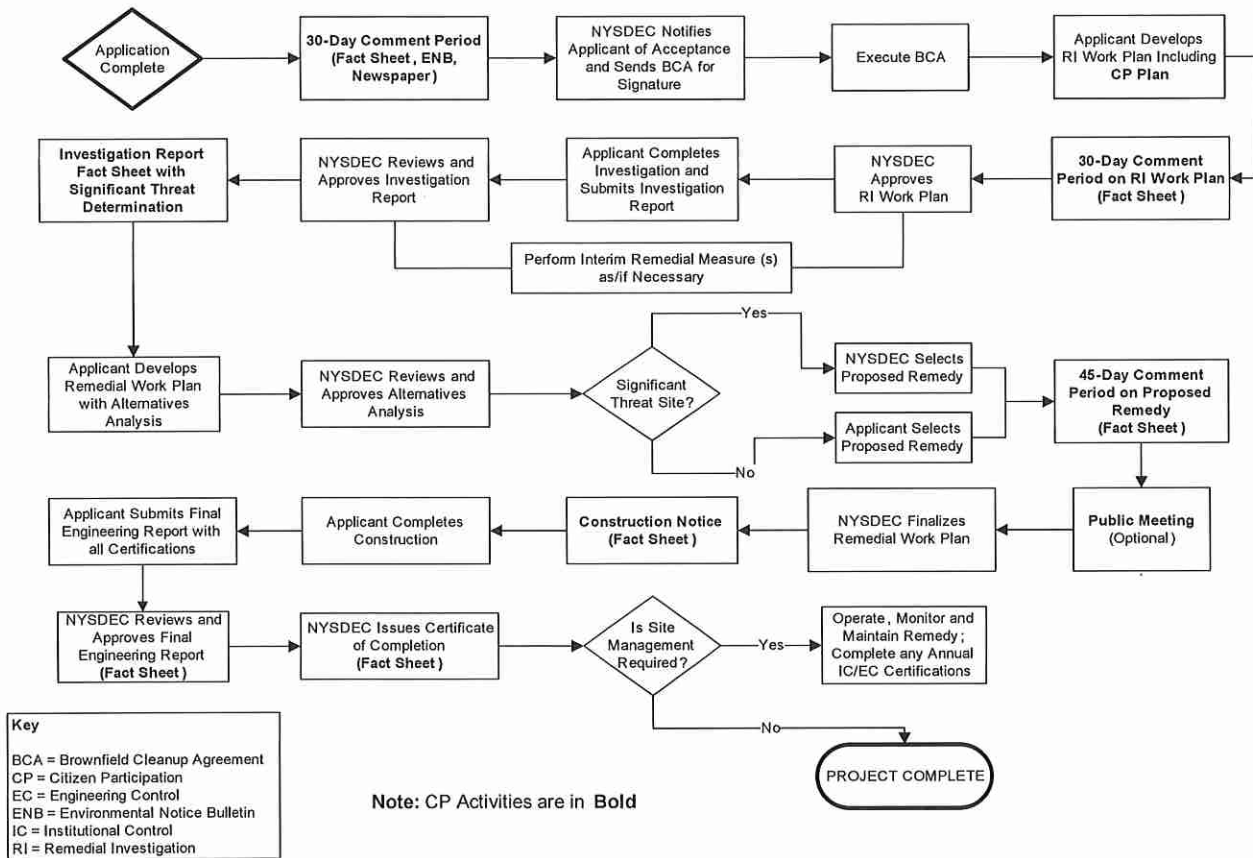 Application
Complete
30-Day Comment Period
(Fact Sheet, ENB,
Newspaper)
NYSDEC Notifies
Applicant of Acceptance
and Sends BCA for
Signature
Execute BCA
Applicant Develops
RI Work Plan Including
CP Plan
Investigation Report
Fact Sheet with
Significant Threat
Determination
NYSDEC Reviews and
Approves Investigation
Report
Applicant Completes
Investigation and
Submits Investigation
Report
NYSDEC
Approves
RI Work Plan
30-Day Comment
Period on RI Work Plan
(Fact Sheet)
Perform Interim Remedial Measure (s)
as/if Necessary
Applicant Develops
Remedial Work Plan
with Alternatives
Analysis
NYSDEC Reviews and
Approves Alternatives
Analysis
Significant
Threat Site?
Yes
No
NYSDEC Selects
Proposed Remedy
Applicant Selects
Proposed Remedy
45-Day Comment
Period on Proposed
Remedy
(Fact Sheet)
Applicant Submits Final
Engineering Report with
all Certifications
Applicant Completes
Construction
Construction Notice
(Fact Sheet)
NYSDEC Finalizes
Remedial Work Plan
Public Meeting
(Optional)
NYSDEC Reviews and
Approves Final
Engineering Report
(Fact Sheet)
NYSDEC Issues Certificate
of Completion
(Fact Sheet)
Is Site
Management
Required?
Yes
Operate, Monitor and
Maintain Remedy;
Complete any Annual
IC/EC Certifications
No
PROJECT COMPLETE
Key
BCA = Brownfield Cleanup Agreement
CP = Citizen Participation
EC = Engineering Control
ENB = Environmental Notice Bulletin
IC = Institutional Control
RI = Remedial Investigation
Note: CP Activities are in Bold